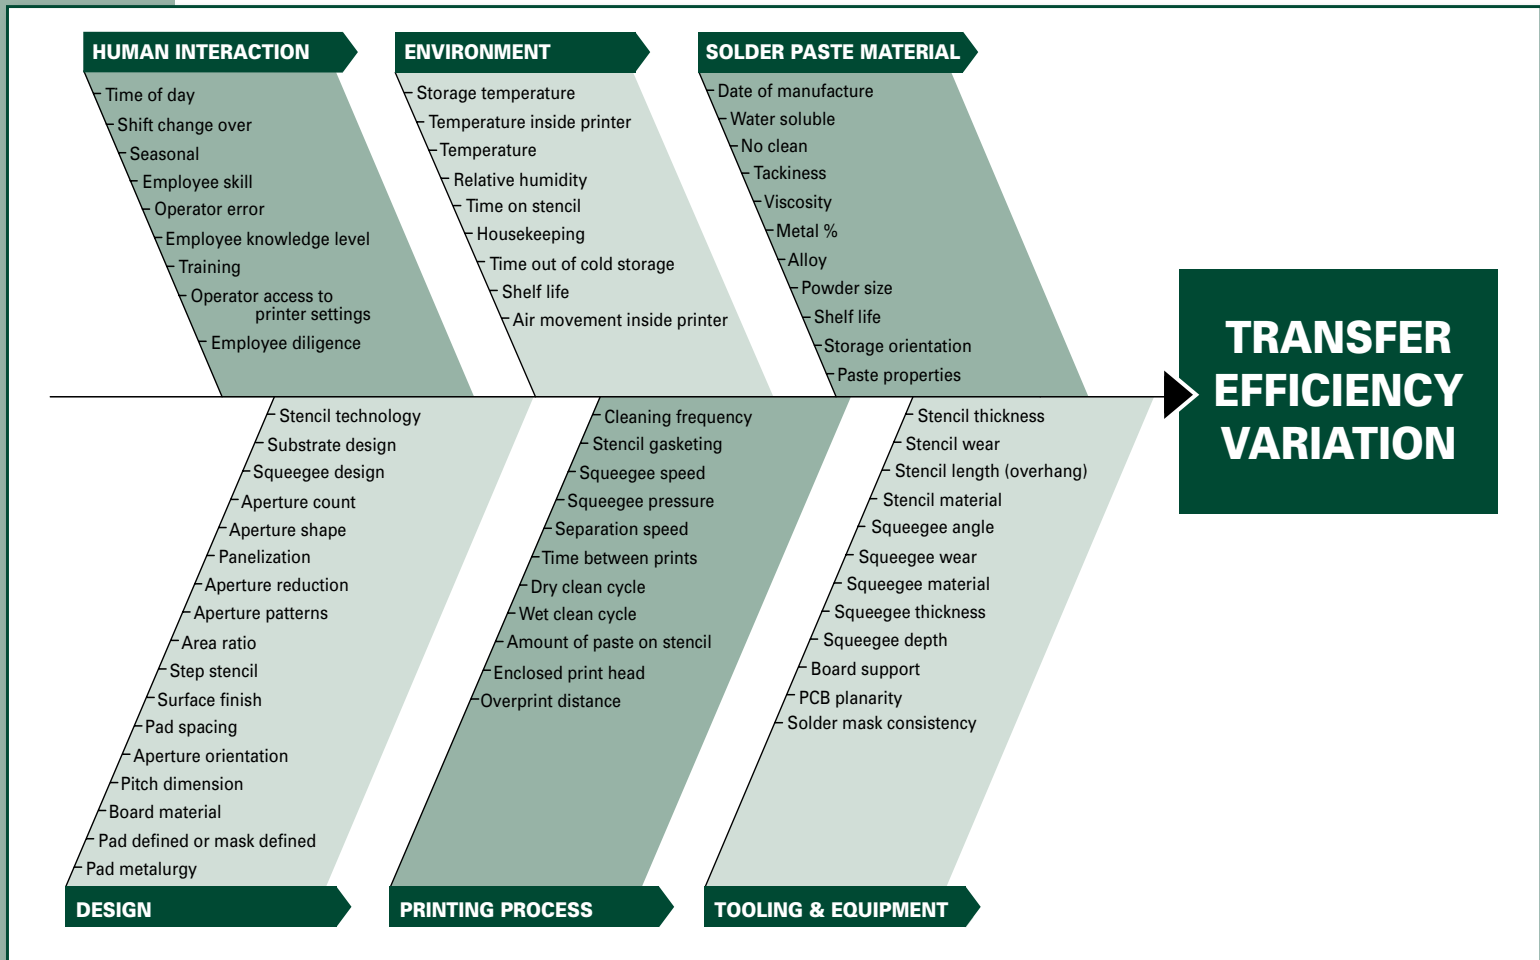 HUMAN INTERACTION
Time of day
Shift change over
Seasonal
Employee skill
Operator error
Employee knowledge level
Training
Operator access to
printer settings
Employee diligence
ENVIRONMENT
Storage temperature
Temperature inside printer
Temperature
Relative humidity
Time on stencil
Housekeeping
Time out of cold storage
Shelf life
Air movement inside printer
SOLDER PASTE MATERIAL
Date of manufacture
Water soluble
No clean
Tackiness
Viscosity
Metal %
Alloy
Powder size
Shelf life
Storage orientation
Paste properties
TRANSFER
EFFICIENCY
VARIATION
Stencil technology
Substrate design
Squeegee design
Aperture count
Aperture shape
Panelization
Aperture reduction
Aperture patterns
Area ratio
Step stencil
Surface finish
Pad spacing
Aperture orientation
Pitch dimension
Board material
Pad defined or mask defined
Pad metalurgy
DESIGN
Cleaning frequency
Stencil gasketing
Squeegee speed
Squeegee pressure
Separation speed
Time between prints
Dry clean cycle
Wet clean cycle
Amount of paste on stencil
Enclosed print head
Overprint distance
PRINTING PROCESS
Stencil thickness
Stencil wear
Stencil length (overhang)
Stencil material
Squeegee angle
Squeegee wear
Squeegee material
Squeegee thickness
Squeegee depth
Board support
PCB planarity
Solder mask consistency
TOOLING & EQUIPMENT